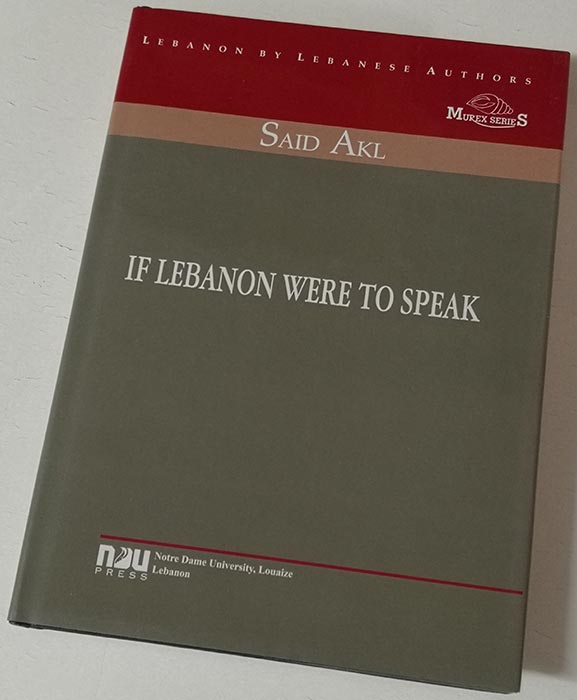 LEBANON BY LEBANESE AUTHORS
MUREX SERIES
SAID AKL
IF LEBANON WERE TO SPEAK
NDU
PRESS
Notre Dame University, Louaize
Lebanon